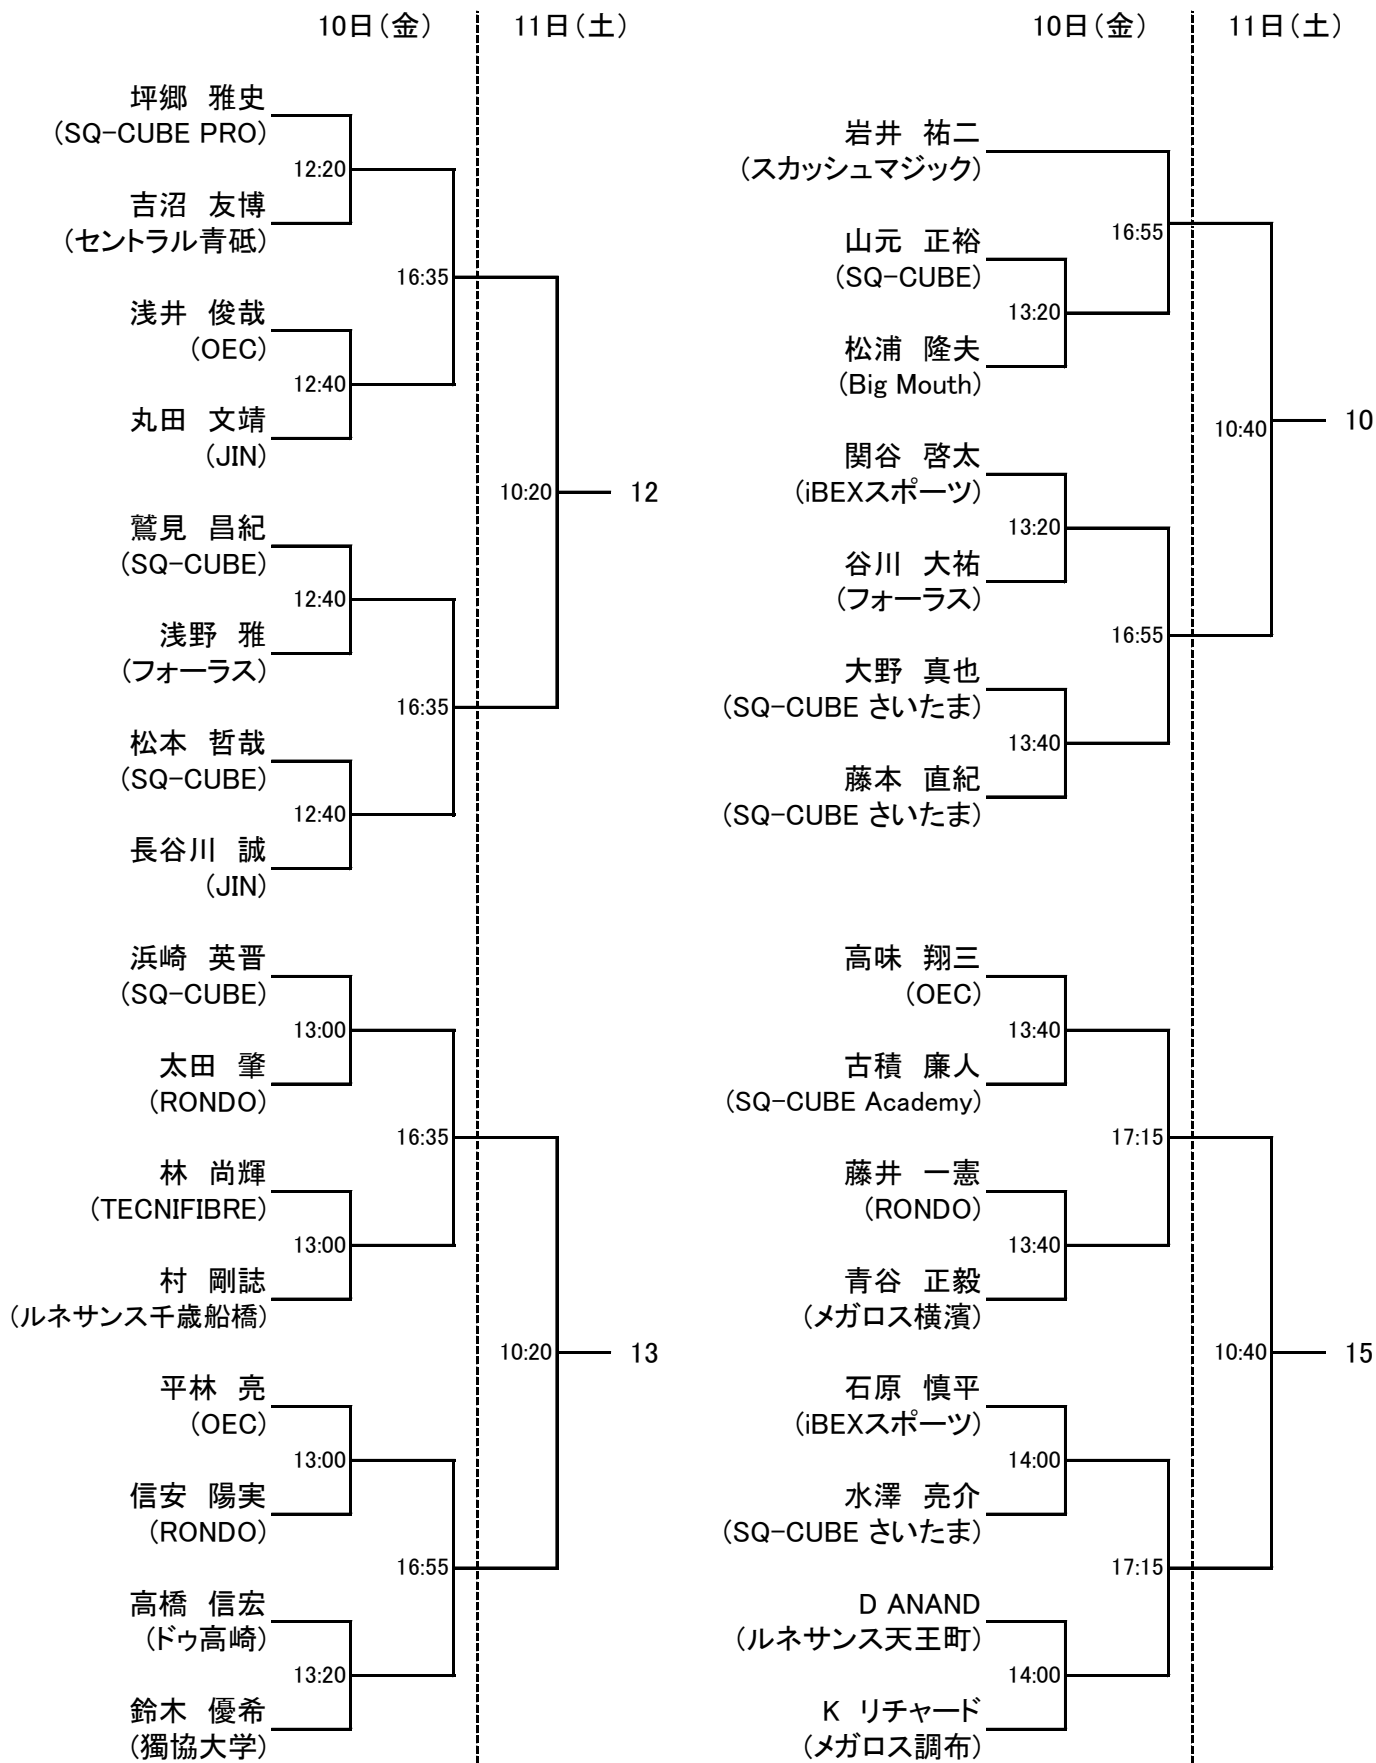 10日（金）
11日（土）
坪郷　雅史
（SQ-CUBE PRO）
12:20
吉沼　友博
（セントラル青砥）
16:35
浅井　俊哉
（OEC）
12:40
丸田　文靖
（JIN）
10:20
12
鷲見　昌紀
（SQ-CUBE）
12:40
浅野　雅
（フォーラス）
16:35
松本　哲哉
（SQ-CUBE）
12:40
長谷川　誠
（JIN）
浜崎　英晋
（SQ-CUBE）
13:00
太田　肇
（RONDO）
16:35
林　尚輝
（TECNIFIBRE）
13:00
村　剛誌
（ルネサンス千歳船橋）
10:20
13
平林　亮
（OEC）
13:00
信安　陽実
（RONDO）
16:55
高橋　信宏
（ドゥ高崎）
13:20
鈴木　優希
（獨協大学）
10日（金）
11日（土）
岩井　祐二
（スカッシュマジック）
16:55
山元　正裕
（SQ-CUBE）
13:20
松浦　隆夫
（Big Mouth）
10:40
10
関谷　啓太
（iBEXスポーツ）
13:20
谷川　大祐
（フォーラス）
16:55
大野　真也
（SQ-CUBE さいたま）
13:40
藤本　直紀
（SQ-CUBE さいたま）
高味　翔三
（OEC）
13:40
古積　廉人
（SQ-CUBE Academy）
17:15
藤井　一憲
（RONDO）
13:40
青谷　正毅
（メガロス横濱）
10:40
15
石原　慎平
（iBEXスポーツ）
14:00
水澤　亮介
（SQ-CUBE さいたま）
17:15
D ANAND
（ルネサンス天王町）
14:00
K　リチャード
（メガロス調布）